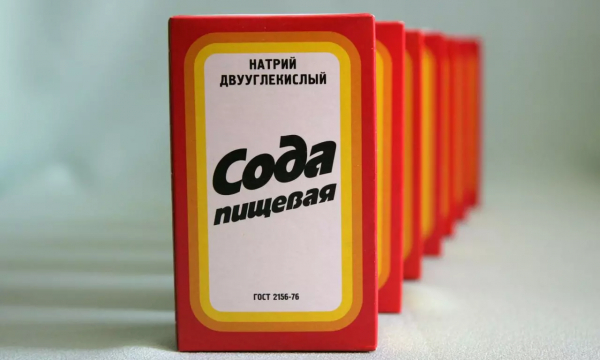 НАТРИЙ
ДВУУГЛЕКИСЛЫЙ
Сода
пищевая
ГОСТ 2156-76